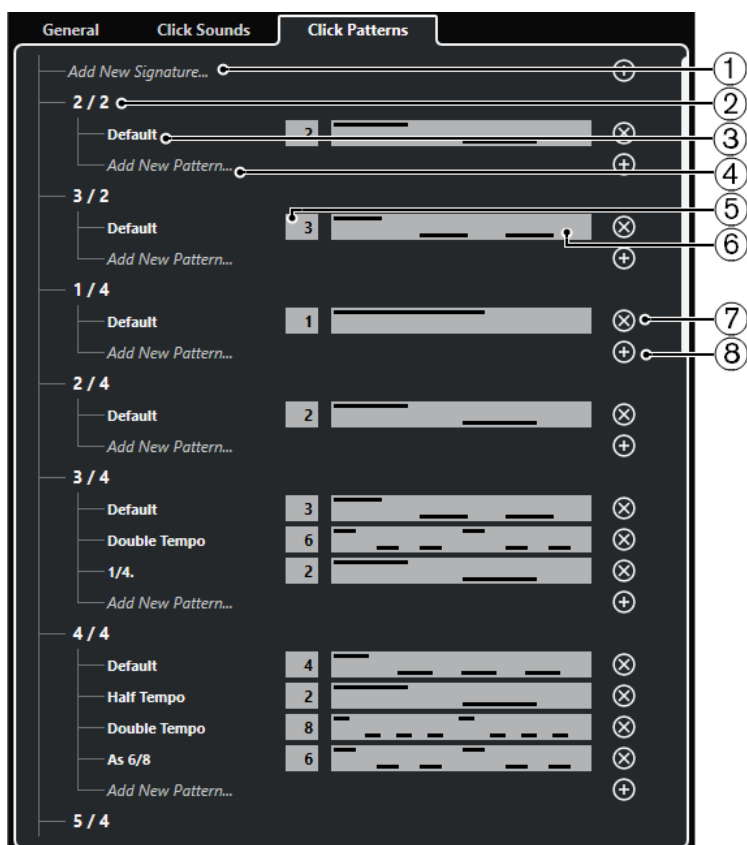 General Click Sounds Click Patterns
Add New Signature... 1
2 / 2 2
Default 2 3
Add New Pattern... 4
3 / 2 5
Default 3 6
Add New Pattern...
1 / 4
Default 1 7
Add New Pattern... 8
2 / 4
Default 2
Add New Pattern...
3 / 4
Default 3
Double Tempo 6
1/4. 2
Add New Pattern...
4 / 4
Default 4
Half Tempo 2
Double Tempo 8
As 6/8 6
Add New Pattern...
5 / 4